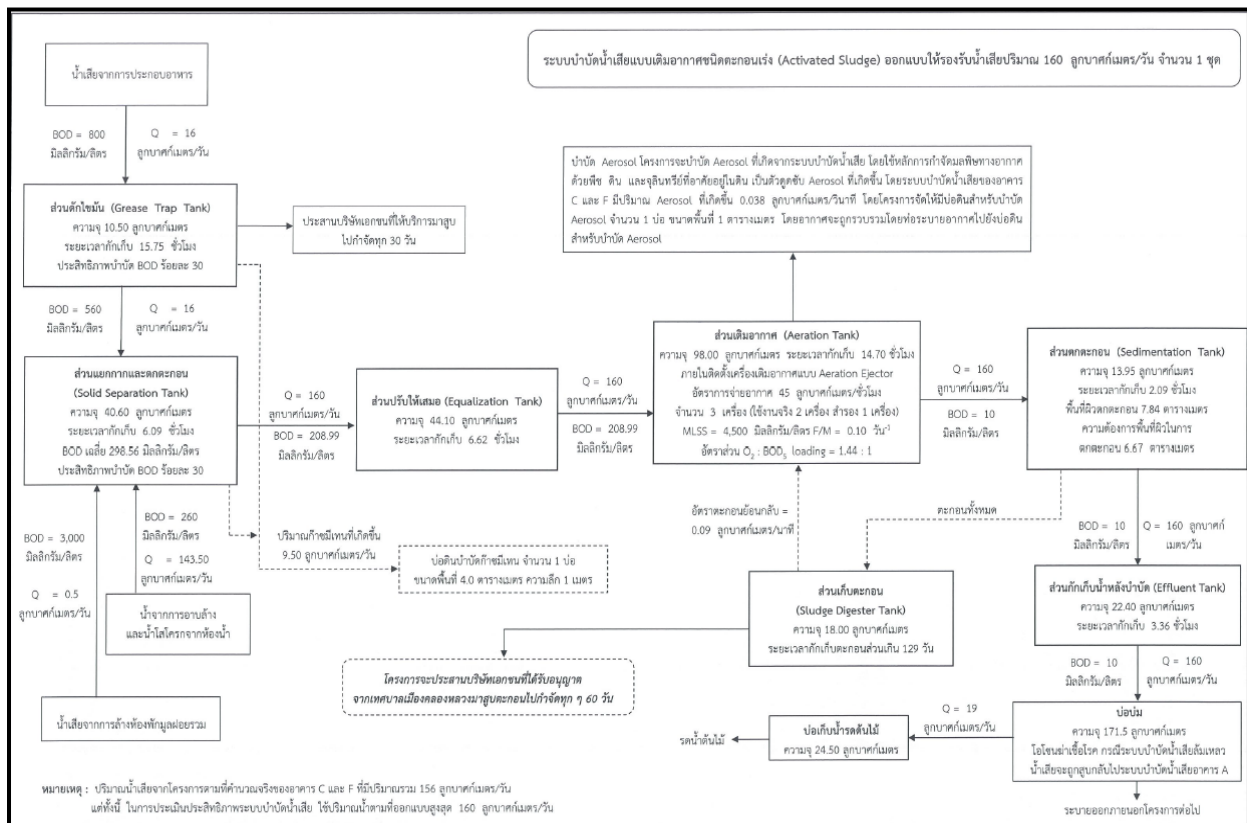 ระบบบำบัดน้ำเสียแบบเติมอากาศชนิดตะกอนเร่ง (Activated Sludge) ออกแบบให้รองรับน้ำเสียปริมาณ 160 ลูกบาศก์เมตร/วัน จำนวน 1 ชุด
น้ำเสียจากการประกอบอาหาร
BOD = 800
มิลลิกรัม/ลิตร
Q = 16
ลูกบาศก์เมตร/วัน
ส่วนดักไขมัน (Grease Trap Tank)
ความจุ 10.50 ลูกบาศก์เมตร
ระยะเวลากักเก็บ 15.75 ชั่วโมง
ประสิทธิภาพบำบัด BOD ร้อยละ 30
ประสานบริษัทเอกชนที่ให้บริการมาสูบ
ไปกำจัดทุก 30 วัน
บำบัด Aerosol โครงการจะบำบัด Aerosol ที่เกิดจากระบบบำบัดน้ำเสีย โดยใช้หลักการกำจัดมลพิษทางอากาศ
ด้วยพืช ดิน และจุลินทรีย์ที่อาศัยอยู่ในดิน เป็นตัวดูดซับ Aerosol ที่เกิดขึ้น โดยระบบบำบัดน้ำเสียของอาคาร
C และ F มีปริมาณ Aerosol ที่เกิดขึ้น 0.038 ลูกบาศก์เมตร/วินาที โดยโครงการจัดให้มีบ่อดินสำหรับบำบัด
Aerosol จำนวน 1 บ่อ ขนาดพื้นที่ 1 ตารางเมตร โดยอากาศจะถูกรวบรวมโดยท่อระบายอากาศไปยังบ่อดิน
สำหรับบำบัด Aerosol
BOD = 560
มิลลิกรัม/ลิตร
Q = 16
ลูกบาศก์เมตร/วัน
ส่วนแยกกากและตกตะกอน
(Solid Separation Tank)
ความจุ 40.60 ลูกบาศก์เมตร
ระยะเวลากักเก็บ 6.09 ชั่วโมง
BOD เฉลี่ย 298.56 มิลลิกรัม/ลิตร
ประสิทธิภาพบำบัด BOD ร้อยละ 30
Q = 160
ลูกบาศก์เมตร/วัน
BOD = 208.99
มิลลิกรัม/ลิตร
ส่วนปรับให้เสมอ (Equalization Tank)
ความจุ 44.10 ลูกบาศก์เมตร
ระยะเวลากักเก็บ 6.62 ชั่วโมง
Q = 160
ลูกบาศก์เมตร/วัน
BOD = 208.99
มิลลิกรัม/ลิตร
ส่วนเติมอากาศ (Aeration Tank)
ความจุ 98.00 ลูกบาศก์เมตร ระยะเวลากักเก็บ 14.70 ชั่วโมง
ภายในติดตั้งเครื่องเติมอากาศแบบ Aeration Ejector
อัตราการจ่ายอากาศ 45 ลูกบาศก์เมตร/ชั่วโมง
จำนวน 3 เครื่อง (ใช้งานจริง 2 เครื่อง สำรอง 1 เครื่อง)
MLSS = 4,500 มิลลิกรัม/ลิตร F/M = 0.10 วัน⁻¹
อัตราส่วน O₂ : BOD₅ loading = 1.44 : 1
Q = 160
ลูกบาศก์เมตร/วัน
BOD = 10
มิลลิกรัม/ลิตร
ส่วนตกตะกอน (Sedimentation Tank)
ความจุ 13.95 ลูกบาศก์เมตร
ระยะเวลากักเก็บ 2.09 ชั่วโมง
พื้นที่ผิวตกตะกอน 7.84 ตารางเมตร
ความต้องการพื้นที่ผิวในการ
ตกตะกอน 6.67 ตารางเมตร
BOD = 3,000
มิลลิกรัม/ลิตร
Q = 0.5
ลูกบาศก์เมตร/วัน
BOD = 260
มิลลิกรัม/ลิตร
Q = 143.50
ลูกบาศก์เมตร/วัน
น้ำจากการอาบล้าง
และน้ำโสโครกจากห้องน้ำ
น้ำเสียจากการล้างห้องพักมูลฝอยรวม
ปริมาณก๊าซมีเทนที่เกิดขึ้น
9.50 ลูกบาศก์เมตร/วัน
บ่อดินบำบัดก๊าซมีเทน จำนวน 1 บ่อ
ขนาดพื้นที่ 4.0 ตารางเมตร ความลึก 1 เมตร
อัตราตะกอนย้อนกลับ =
0.09 ลูกบาศก์เมตร/นาที
ตะกอนทั้งหมด
ส่วนเก็บตะกอน
(Sludge Digester Tank)
ความจุ 18.00 ลูกบาศก์เมตร
ระยะเวลากักเก็บตะกอนส่วนเกิน 129 วัน
โครงการจะประสานบริษัทเอกชนที่ได้รับอนุญาต
จากเทศบาลเมืองคลองหลวงมาสูบตะกอนไปกำจัดทุก ๆ 60 วัน
BOD = 10
มิลลิกรัม/ลิตร
Q = 160 ลูกบาศก์
เมตร/วัน
ส่วนกักเก็บน้ำหลังบำบัด (Effluent Tank)
ความจุ 22.40 ลูกบาศก์เมตร
ระยะเวลากักเก็บ 3.36 ชั่วโมง
BOD = 10
มิลลิกรัม/ลิตร
Q = 160
ลูกบาศก์เมตร/วัน
บ่อบ่ม
ความจุ 171.5 ลูกบาศก์เมตร
โอโซนฆ่าเชื้อโรค กรณีระบบบำบัดน้ำเสียล้มเหลว
น้ำเสียจะถูกสูบกลับไประบบบำบัดน้ำเสียอาคาร A
Q = 19
ลูกบาศก์เมตร/วัน
บ่อเก็บน้ำรดต้นไม้
ความจุ 24.50 ลูกบาศก์เมตร
รดน้ำต้นไม้
ระบายออกภายนอกโครงการต่อไป
หมายเหตุ : ปริมาณน้ำเสียจากโครงการตามที่คำนวณจริงของอาคาร C และ F ที่มีปริมาณรวม 156 ลูกบาศก์เมตร/วัน
แต่ทั้งนี้ ในการประเมินประสิทธิภาพระบบบำบัดน้ำเสีย ใช้ปริมาณน้ำตามที่ออกแบบสูงสุด 160 ลูกบาศก์เมตร/วัน